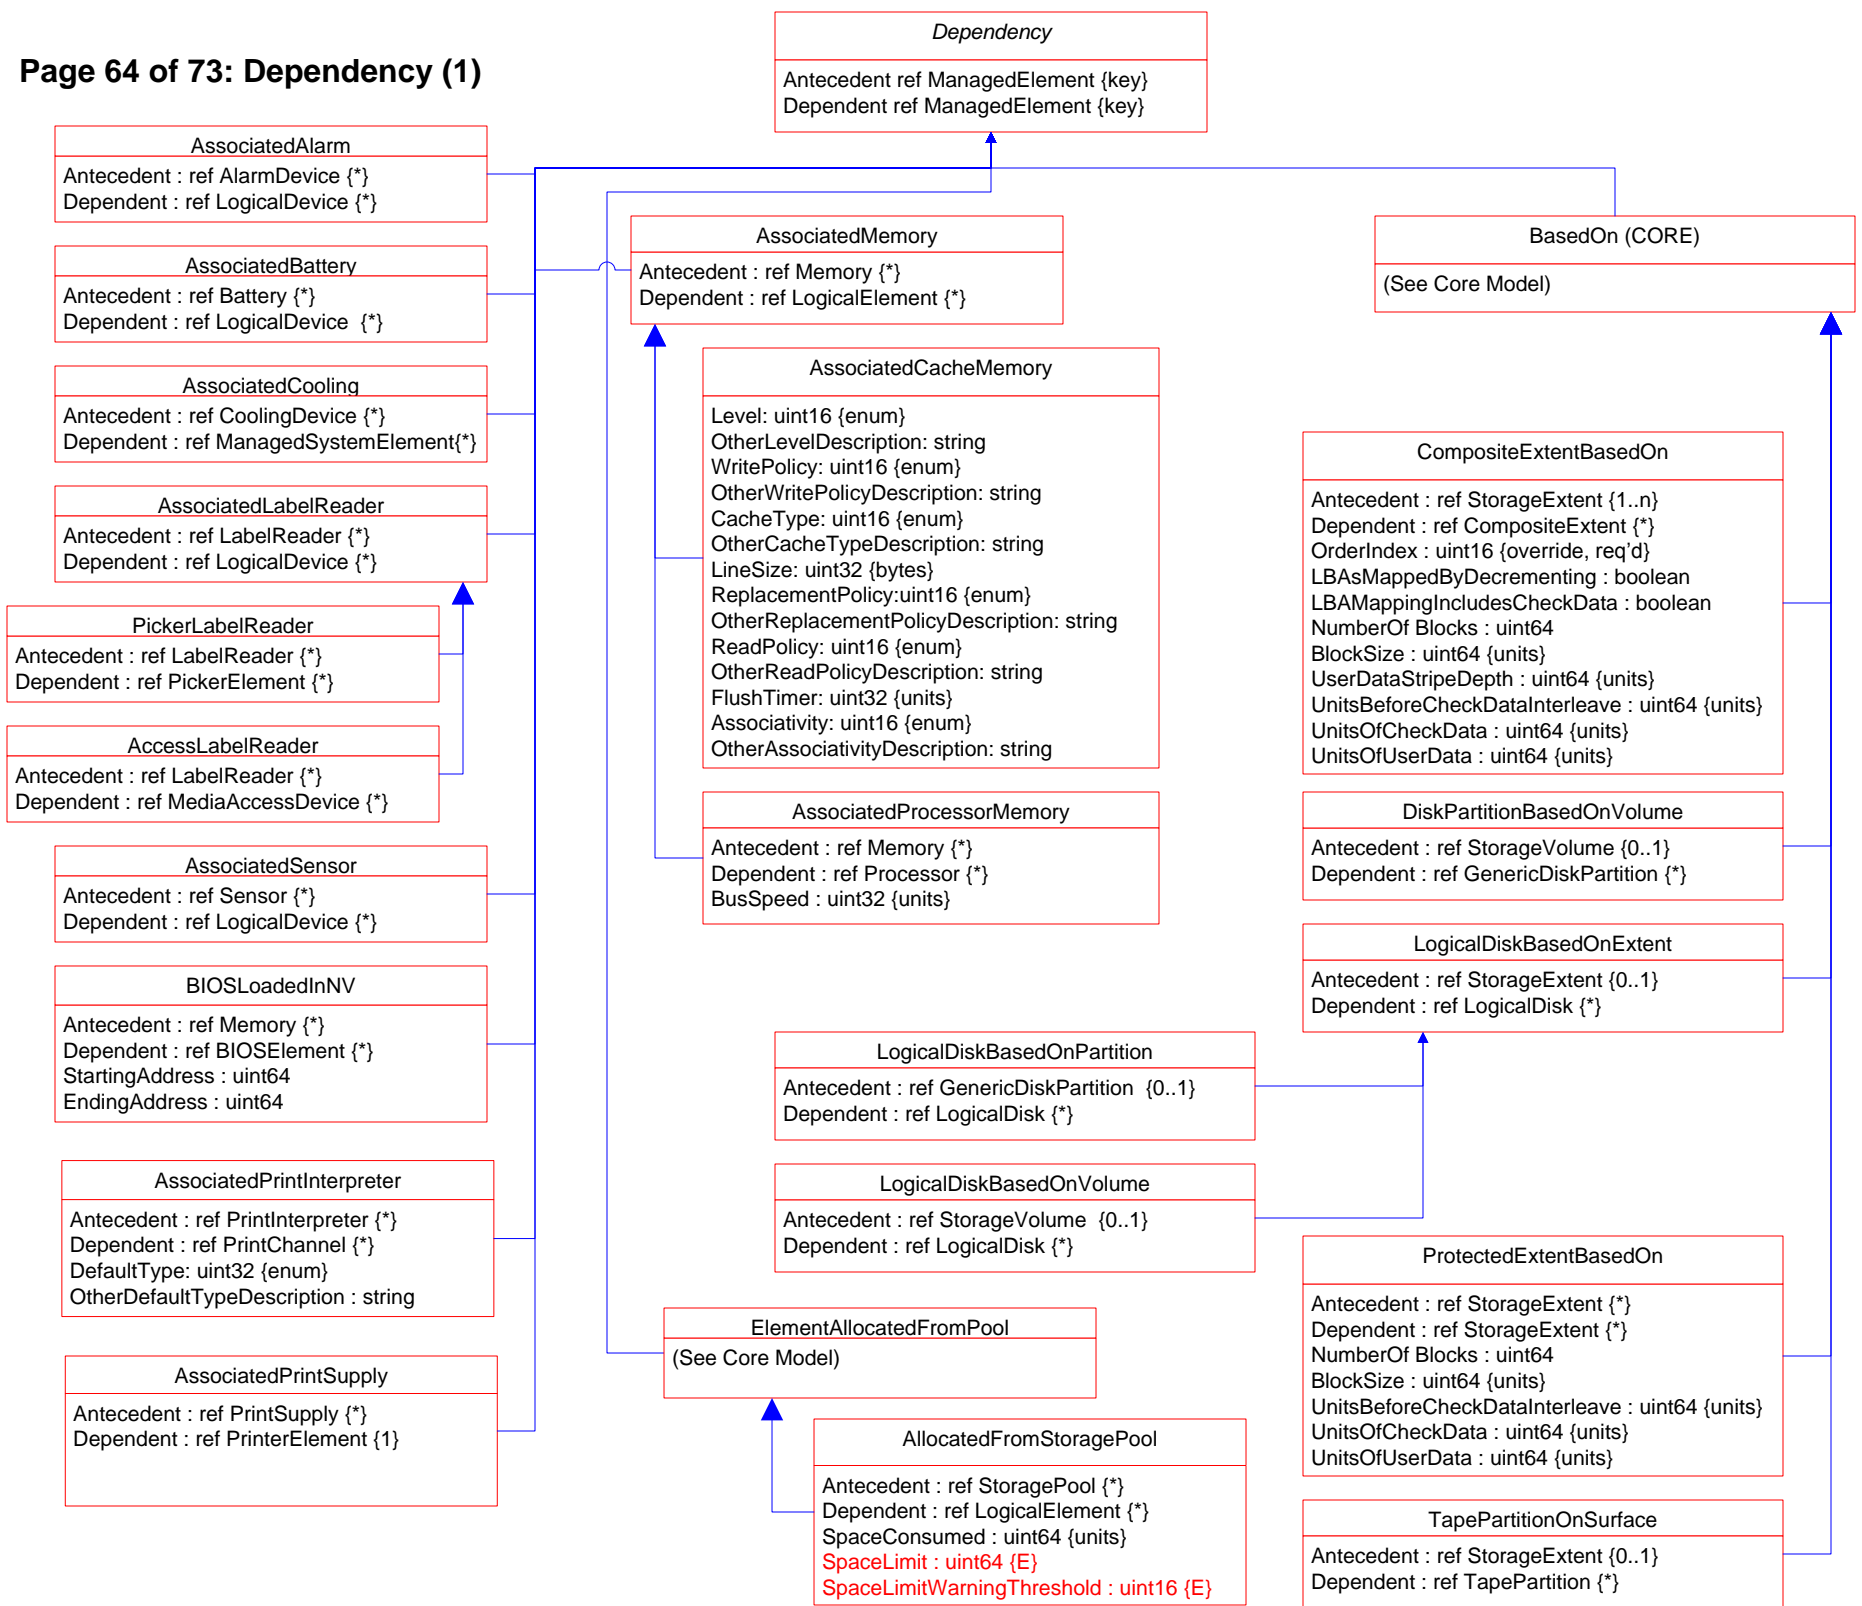 Page 64 of 73: Dependency (1)
Dependency
Antecedent ref ManagedElement {key}
Dependent ref ManagedElement {key}
AssociatedAlarm
Antecedent : ref AlarmDevice {*}
Dependent : ref LogicalDevice {*}
AssociatedBattery
Antecedent : ref Battery {*}
Dependent : ref LogicalDevice  {*}
AssociatedCooling
Antecedent : ref CoolingDevice {*}
Dependent : ref ManagedSystemElement{*}
AssociatedLabelReader
Antecedent : ref LabelReader {*}
Dependent : ref LogicalDevice {*}
PickerLabelReader
Antecedent : ref LabelReader {*}
Dependent : ref PickerElement {*}
AccessLabelReader
Antecedent : ref LabelReader {*}
Dependent : ref MediaAccessDevice {*}
AssociatedSensor
Antecedent : ref Sensor {*}
Dependent : ref LogicalDevice {*}
BIOSLoadedInNV
Antecedent : ref Memory {*}
Dependent : ref BIOSElement {*}
StartingAddress : uint64
EndingAddress : uint64
AssociatedPrintInterpreter
Antecedent : ref PrintInterpreter {*}
Dependent : ref PrintChannel {*}
DefaultType: uint32 {enum}
OtherDefaultTypeDescription : string
AssociatedPrintSupply
Antecedent : ref PrintSupply {*}
Dependent : ref PrinterElement {1}
AssociatedMemory
Antecedent : ref Memory {*}
Dependent : ref LogicalElement {*}
AssociatedCacheMemory
Level: uint16 {enum}
OtherLevelDescription: string
WritePolicy: uint16 {enum}
OtherWritePolicyDescription: string
CacheType: uint16 {enum}
OtherCacheTypeDescription: string
LineSize: uint32 {bytes}
ReplacementPolicy:uint16 {enum}
OtherReplacementPolicyDescription: string
ReadPolicy: uint16 {enum}
OtherReadPolicyDescription: string
FlushTimer: uint32 {units}
Associativity: uint16 {enum}
OtherAssociativityDescription: string
AssociatedProcessorMemory
Antecedent : ref Memory {*}
Dependent : ref Processor {*}
BusSpeed : uint32 {units}
LogicalDiskBasedOnPartition
Antecedent : ref GenericDiskPartition  {0..1}
Dependent : ref LogicalDisk {*}
LogicalDiskBasedOnVolume
Antecedent : ref StorageVolume  {0..1}
Dependent : ref LogicalDisk {*}
ElementAllocatedFromPool
(See Core Model)
AllocatedFromStoragePool
Antecedent : ref StoragePool {*}
Dependent : ref LogicalElement {*}
SpaceConsumed : uint64 {units}
SpaceLimit : uint64 {E}
SpaceLimitWarningThreshold : uint16 {E}
BasedOn (CORE)
(See Core Model)
CompositeExtentBasedOn
Antecedent : ref StorageExtent {1..n}
Dependent : ref CompositeExtent {*}
OrderIndex : uint16 {override, req’d}
LBAsMappedByDecrementing : boolean
LBAMappingIncludesCheckData : boolean
NumberOf Blocks : uint64
BlockSize : uint64 {units}
UserDataStripeDepth : uint64 {units}
UnitsBeforeCheckDataInterleave : uint64 {units}
UnitsOfCheckData : uint64 {units}
UnitsOfUserData : uint64 {units}
DiskPartitionBasedOnVolume
Antecedent : ref StorageVolume {0..1}
Dependent : ref GenericDiskPartition {*}
LogicalDiskBasedOnExtent
Antecedent : ref StorageExtent {0..1}
Dependent : ref LogicalDisk {*}
ProtectedExtentBasedOn
Antecedent : ref StorageExtent {*}
Dependent : ref StorageExtent {*}
NumberOf Blocks : uint64
BlockSize : uint64 {units}
UnitsBeforeCheckDataInterleave : uint64 {units}
UnitsOfCheckData : uint64 {units}
UnitsOfUserData : uint64 {units}
TapePartitionOnSurface
Antecedent : ref StorageExtent {0..1}
Dependent : ref TapePartition {*}